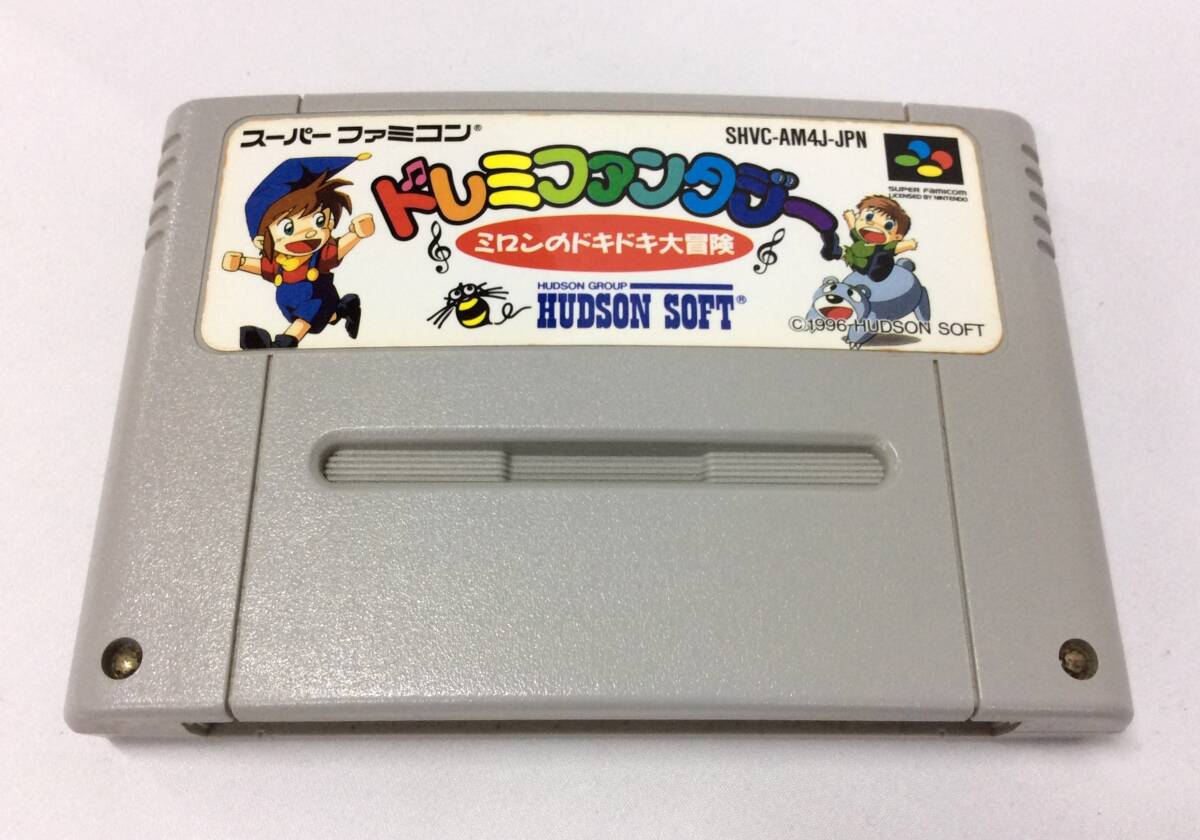 スーパーファミコン®
SHVC-AM4J-JPN
ドレミファンタジー
SUPER FAMICOM
LICENSED BY NINTENDO
ミロンのドキドキ大冒険
HUDSON GROUP
HUDSON SOFT®
©1996 HUDSON SOFT